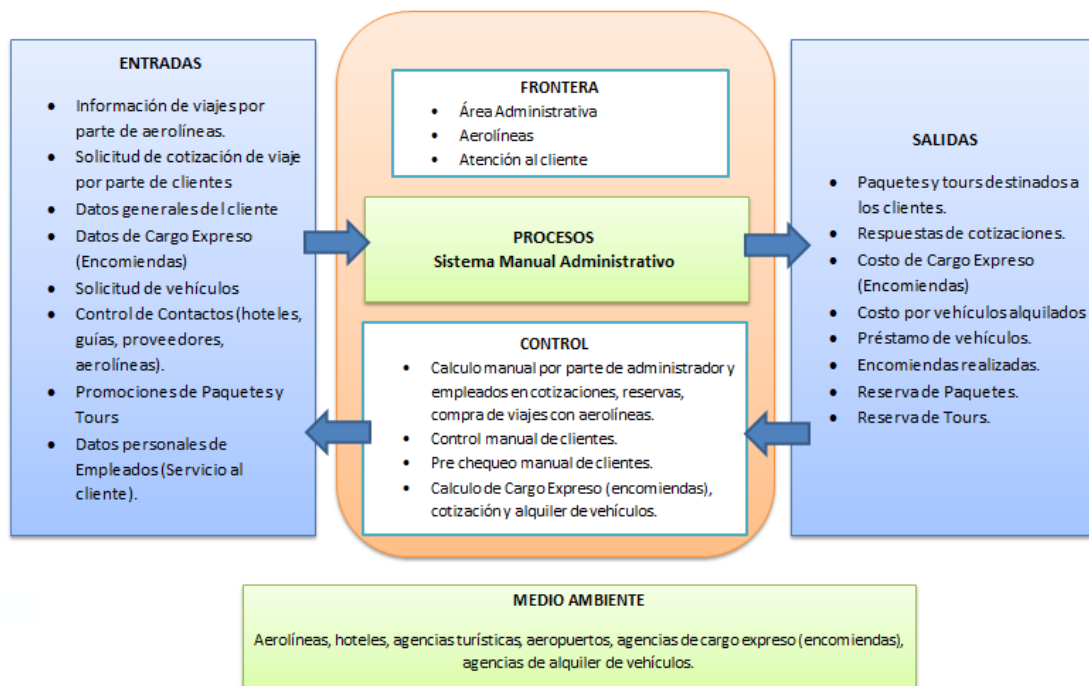 ENTRADAS
• Información de viajes por
parte de aerolíneas.
• Solicitud de cotización de viaje
por parte de clientes
• Datos generales del cliente
• Datos de Cargo Expreso
(Encomiendas)
• Solicitud de vehículos
• Control de Contactos (hoteles,
guías, proveedores,
aerolíneas).
• Promociones de Paquetes y
Tours
• Datos personales de
Empleados (Servicio al
cliente).
FRONTERA
• Área Administrativa
• Aerolíneas
• Atención al cliente
PROCESOS
Sistema Manual Administrativo
CONTROL
• Calculo manual por parte de administrador y
empleados en cotizaciones, reservas,
compra de viajes con aerolíneas.
• Control manual de clientes.
• Pre chequeo manual de clientes.
• Calculo de Cargo Expreso (encomiendas),
cotización y alquiler de vehículos.
SALIDAS
• Paquetes y tours destinados a
los clientes.
• Respuestas de cotizaciones.
• Costo de Cargo Expreso
(Encomiendas)
• Costo por vehículos alquilados
• Préstamo de vehículos.
• Encomiendas realizadas.
• Reserva de Paquetes.
• Reserva de Tours.
MEDIO AMBIENTE
Aerolíneas, hoteles, agencias turísticas, aeropuertos, agencias de cargo expreso (encomiendas),
agencias de alquiler de vehículos.